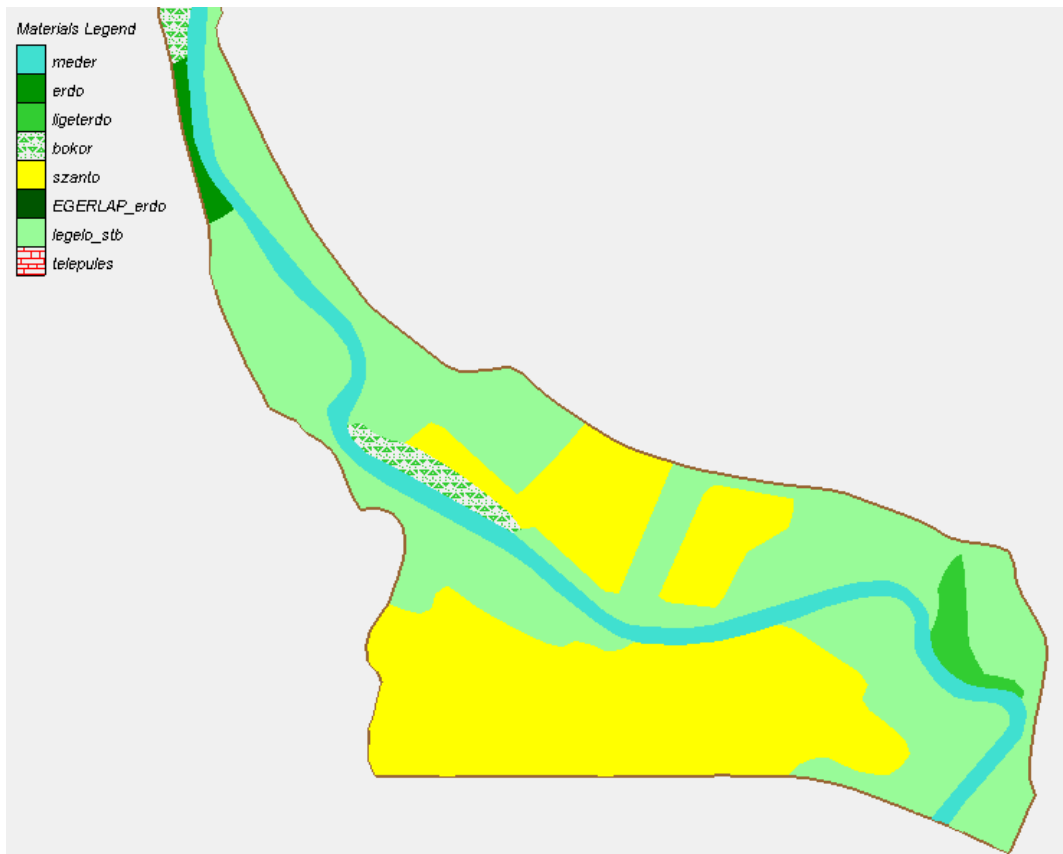 Materials Legend
meder
erdo
ligeterdo
bokor
szanto
EGERLAP_erdo
legelo_stb
telepules